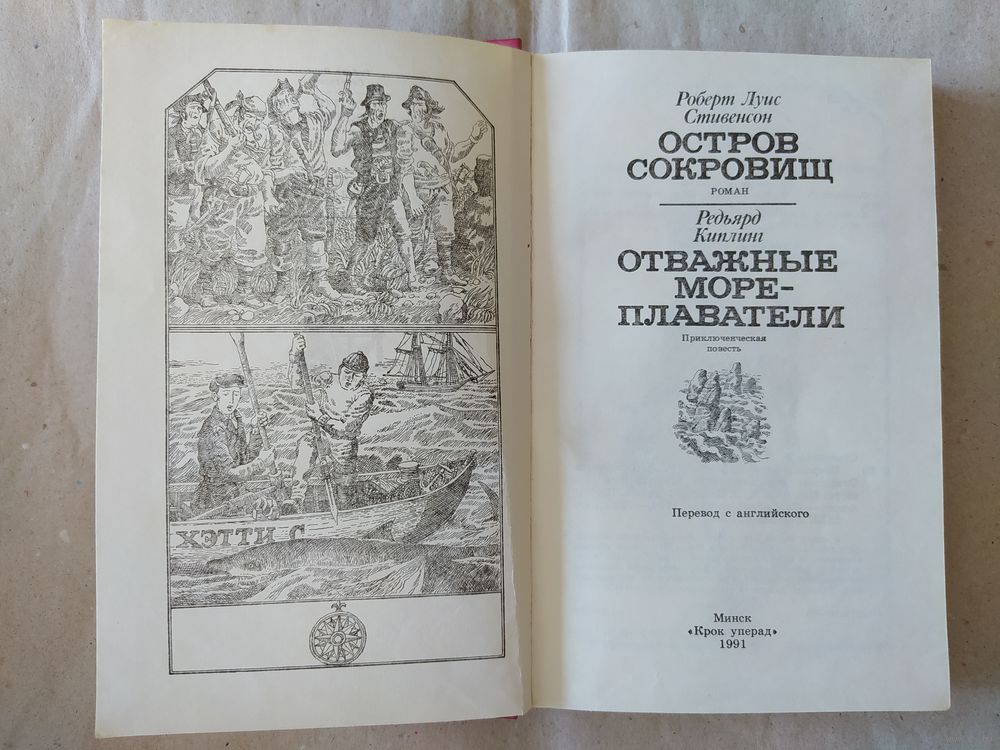 ХЭТТИ С
Роберт Луис
Стивенсон
ОСТРОВ
СОКРОВИЩ
РОМАН
Редьярд
Киплинг
ОТВАЖНЫЕ
МОРЕ-
ПЛАВАТЕЛИ
Приключенческая
повесть
Перевод с английского
Минск
«Крок уперад»
1991